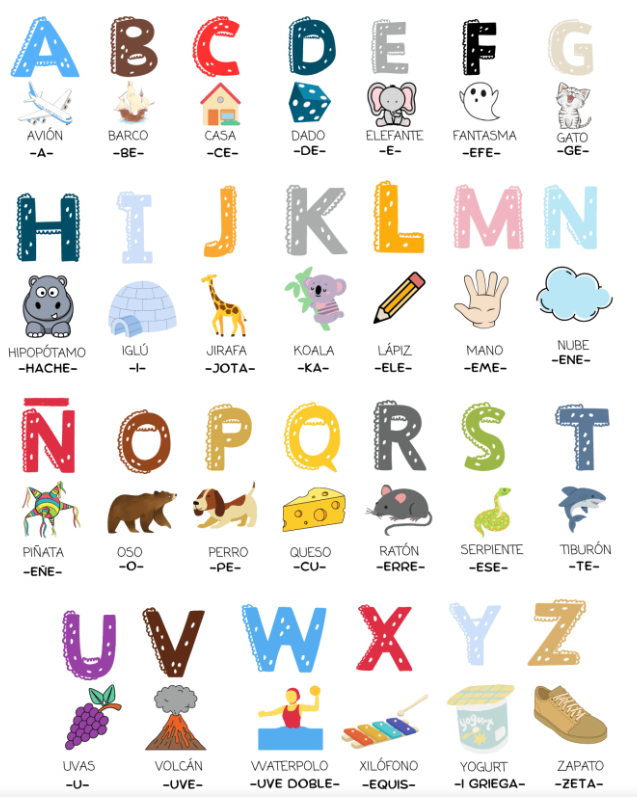 A B C D E F G
AVIÓN BARCO CASA DADO ELEFANTE FANTASMA GATO
-A- -BE- -CE- -DE- -E- -EFE- -GE-
H I J K L M N
HIPOPÓTAMO IGLÚ JIRAFA KOALA LÁPIZ MANO NUBE
-HACHE- -I- -JOTA- -KA- -ELE- -EME- -ENE-
Ñ O P Q R S T
PIÑATA OSO PERRO QUESO RATÓN SERPIENTE TIBURÓN
-EÑE- -O- -PE- -CU- -ERRE- -ESE- -TE-
U V W X Y Z
yogurt
UVAS VOLCÁN WATERPOLO XILÓFONO YOGURT ZAPATO
-U- -UVE- -UVE DOBLE- -EQUIS- -I GRIEGA- -ZETA-